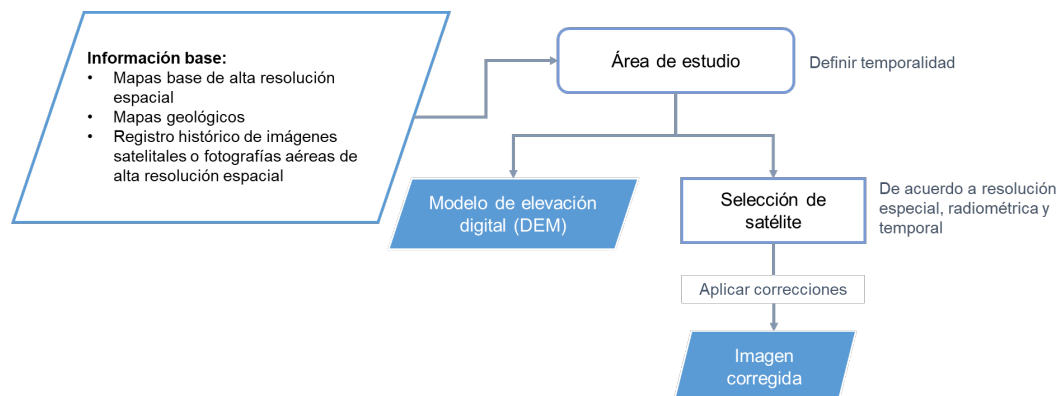 Información base:
• Mapas base de alta resolución
espacial
• Mapas geológicos
• Registro histórico de imágenes
satelitales o fotografías aéreas de
alta resolución espacial
Área de estudio
Definir temporalidad
Modelo de elevación
digital (DEM)
Selección de
satélite
De acuerdo a resolución
especial, radiométrica y
temporal
Aplicar correcciones
Imagen
corregida